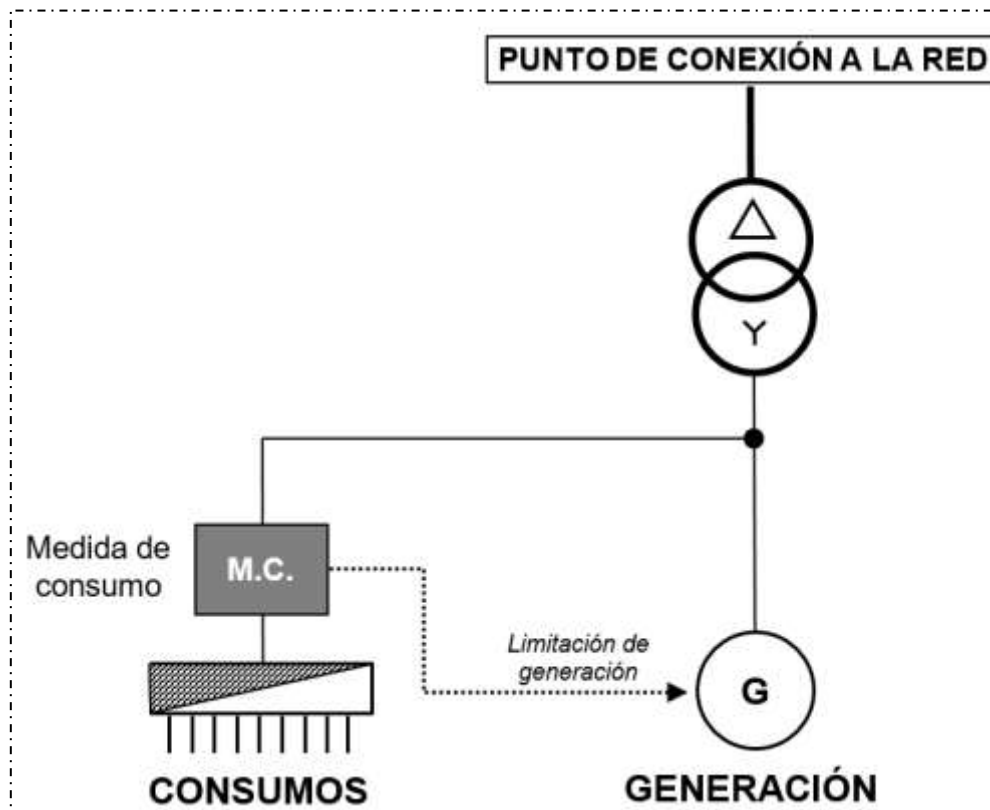 PUNTO DE CONEXIÓN A LA RED
Medida de
consumo
M.C.
Limitación de
generación
G
CONSUMOS
GENERACIÓN